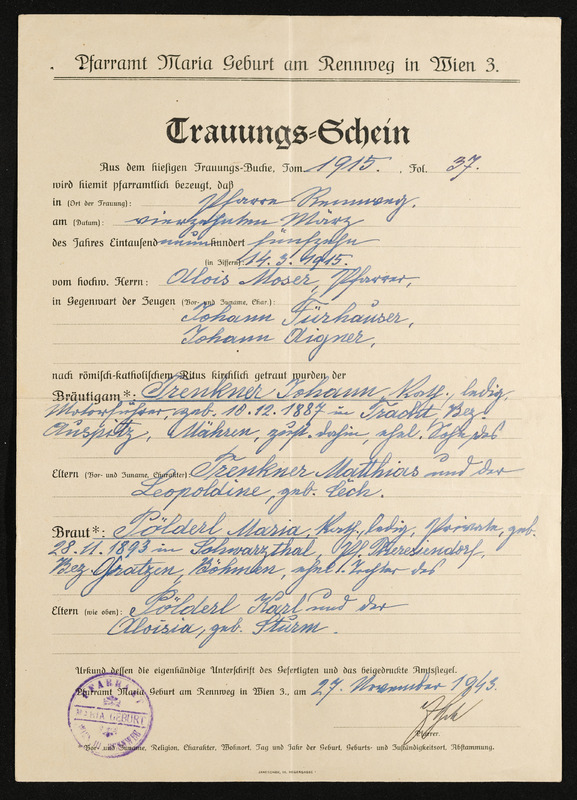 Pfarramt Maria Geburt am Rennweg in Wien 3.
Trauungs-Schein
Aus dem hiesigen Trauungs-Buche, Tom 1915. Fol. 37.
wird hiemit pfarramtlich bezeugt, daß
in (Ort der Trauung): Pfarre Rennweg.
am (Datum): vierzehnten März
des Jahres Eintausend neunhundert fünfzehn
(in Ziffern): 14. 3. 1915.
vom hochw. Herrn: Alois Moser, Pfarrer,
in Gegenwart der Zeugen (Vor- und Zuname, Char.):
Johann Fürhauser,
Johann Aigner,
nach römisch-katholischem Ritus kirchlich getraut wurden der
Bräutigam*: Trenkner Johann, kath., ledig,
Motorführer, geb. 10. 12. 1887 in Tracht, Bez.
Auspitz, Mähren, zust. dahin, ehel. Sohn des
Eltern (Vor- und Zuname, Charakter): Trenkner Matthias und der
Leopoldine, geb. Čech.
Braut*: Pölderl Maria, kath., ledig, Private, geb.
28. 11. 1893 in Schwarzthal,
Bez. Gratzen, Böhmen, ehel. Tochter des
Eltern (wie oben): Pölderl Karl und der
Aloisia, geb. Sturm.
Urkund dessen die eigenhändige Unterschrift des Gefertigten und das beigedruckte Amtssiegel.
Pfarramt Maria Geburt am Rennweg in Wien 3., am 27. November 1943.
PFARRAMT
MARIA GEBURT
Pfarrer.
Vor- und Zuname, Religion, Charakter, Wohnort, Tag und Jahr der Geburt, Geburts- und Zuständigkeitsort, Abstammung.